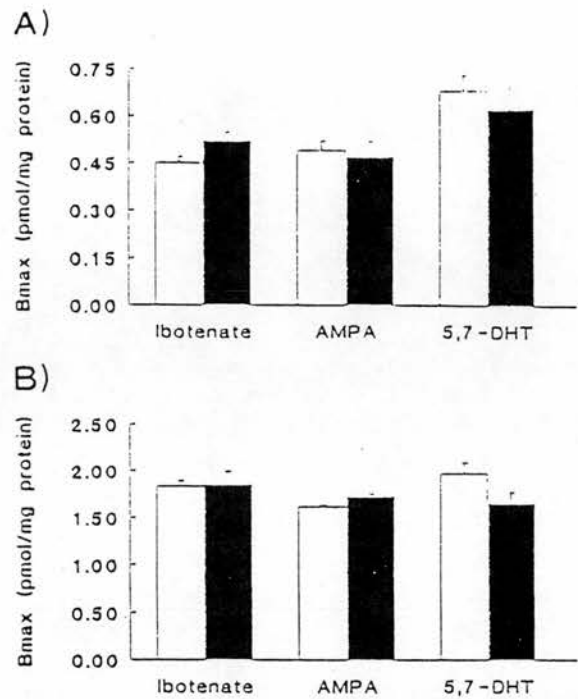 A)
Bmax (pmol/mg protein)
0.75
0.60
0.45
0.30
0.15
0.00
Ibotenate AMPA 5,7-DHT
B)
Bmax (pmol/mg protein)
2.50
2.00
1.50
1.00
0.50
0.00
Ibotenate AMPA 5,7-DHT